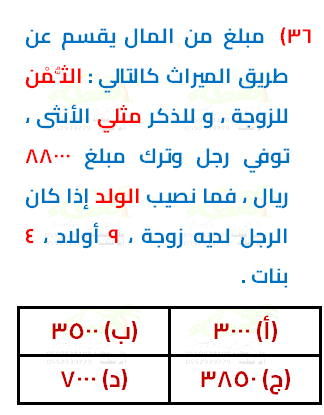 ٣٦) مبلغ من المال يقسم عن
طريق الميراث كالتالي : الثُمْن
للزوجة ، و للذكر مثلي الأنثى ،
توفي رجل وترك مبلغ ٨٨٠٠٠
ريال ، فما نصيب الولد إذا كان
الرجل لديه زوجة ، ٩ أولاد ، ٤
بنات .
(أ) ٣٠٠٠ (ب) ٣٥٠٠
(ج) ٣٨٥٠ (د) ٧٠٠٠